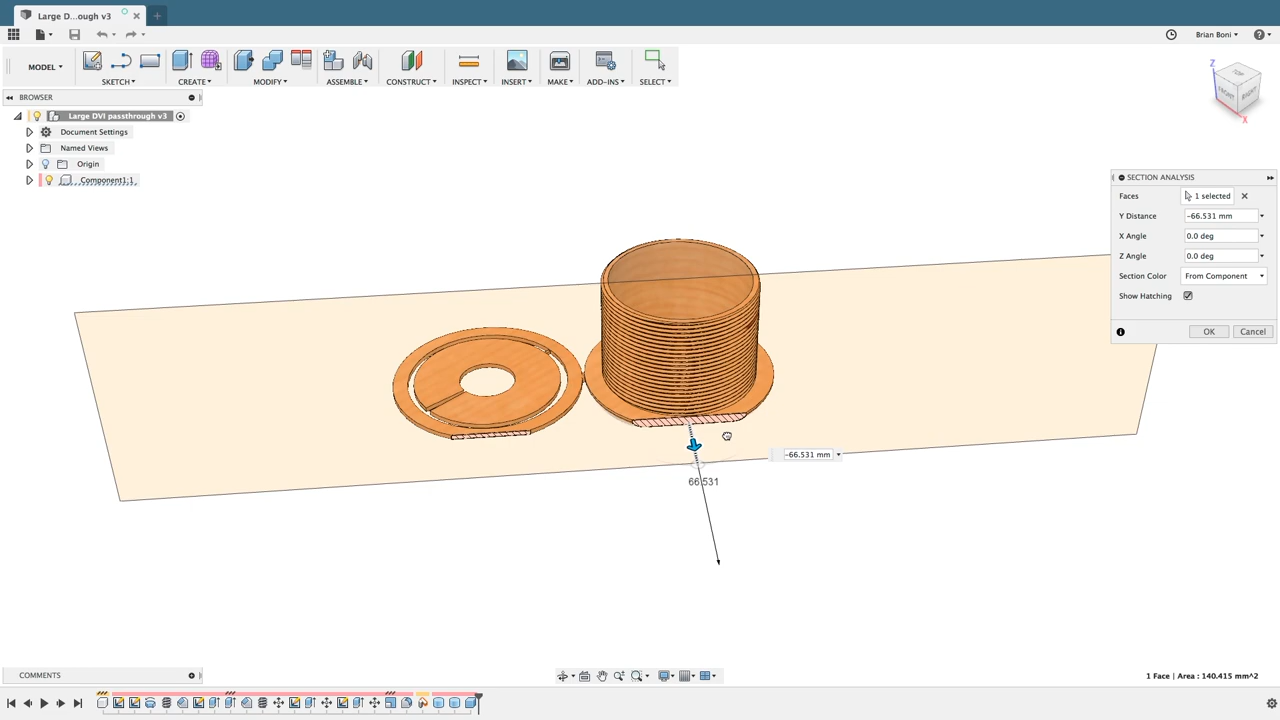 Large D...ough v3
Brian Boni
MODEL
SKETCH
CREATE
MODIFY
ASSEMBLE
CONSTRUCT
INSPECT
INSERT
MAKE
ADD-INS
SELECT
BROWSER
Large DVI passthrough v3
Document Settings
Named Views
Origin
Component1:1
Z
TOP
FRONT
RIGHT
X
SECTION ANALYSIS
Faces 1 selected
Y Distance -66.531 mm
X Angle 0.0 deg
Z Angle 0.0 deg
Section Color From Component
Show Hatching
OK Cancel
-66.531 mm
66.531
COMMENTS
1 Face | Area : 140.415 mm^2